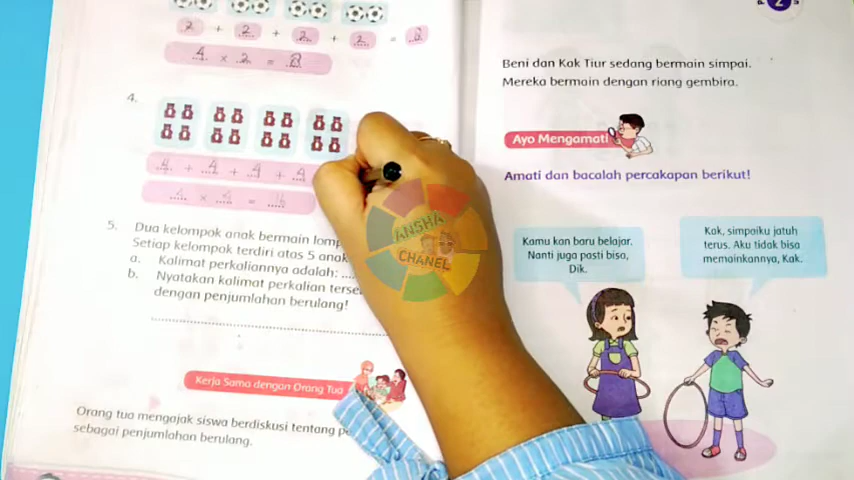 2 + 2 + 2 + 2 = 8
4 × 2 = 8
4.
4 + 4 + 4 + 4
4 × 4 = 16
5. Dua kelompok anak bermain
Setiap kelompok terdiri atas 5 anak
a. Kalimat perkaliannya adalah: ....
b. Nyatakan kalimat perkalian
dengan penjumlahan berulang!
Kerja Sama dengan Orang Tua
Orang tua mengajak siswa berdiskusi tentang
sebagai penjumlahan berulang.
2
Beni dan Kak Tiur sedang bermain simpai.
Mereka bermain dengan riang gembira.
Ayo Mengamati
Amati dan bacalah percakapan berikut!
Kamu kan baru belajar.
Nanti juga pasti bisa,
Dik.
Kak, simpaiku jatuh
terus. Aku tidak bisa
memainkannya, Kak.
ANSHA
CHANEL